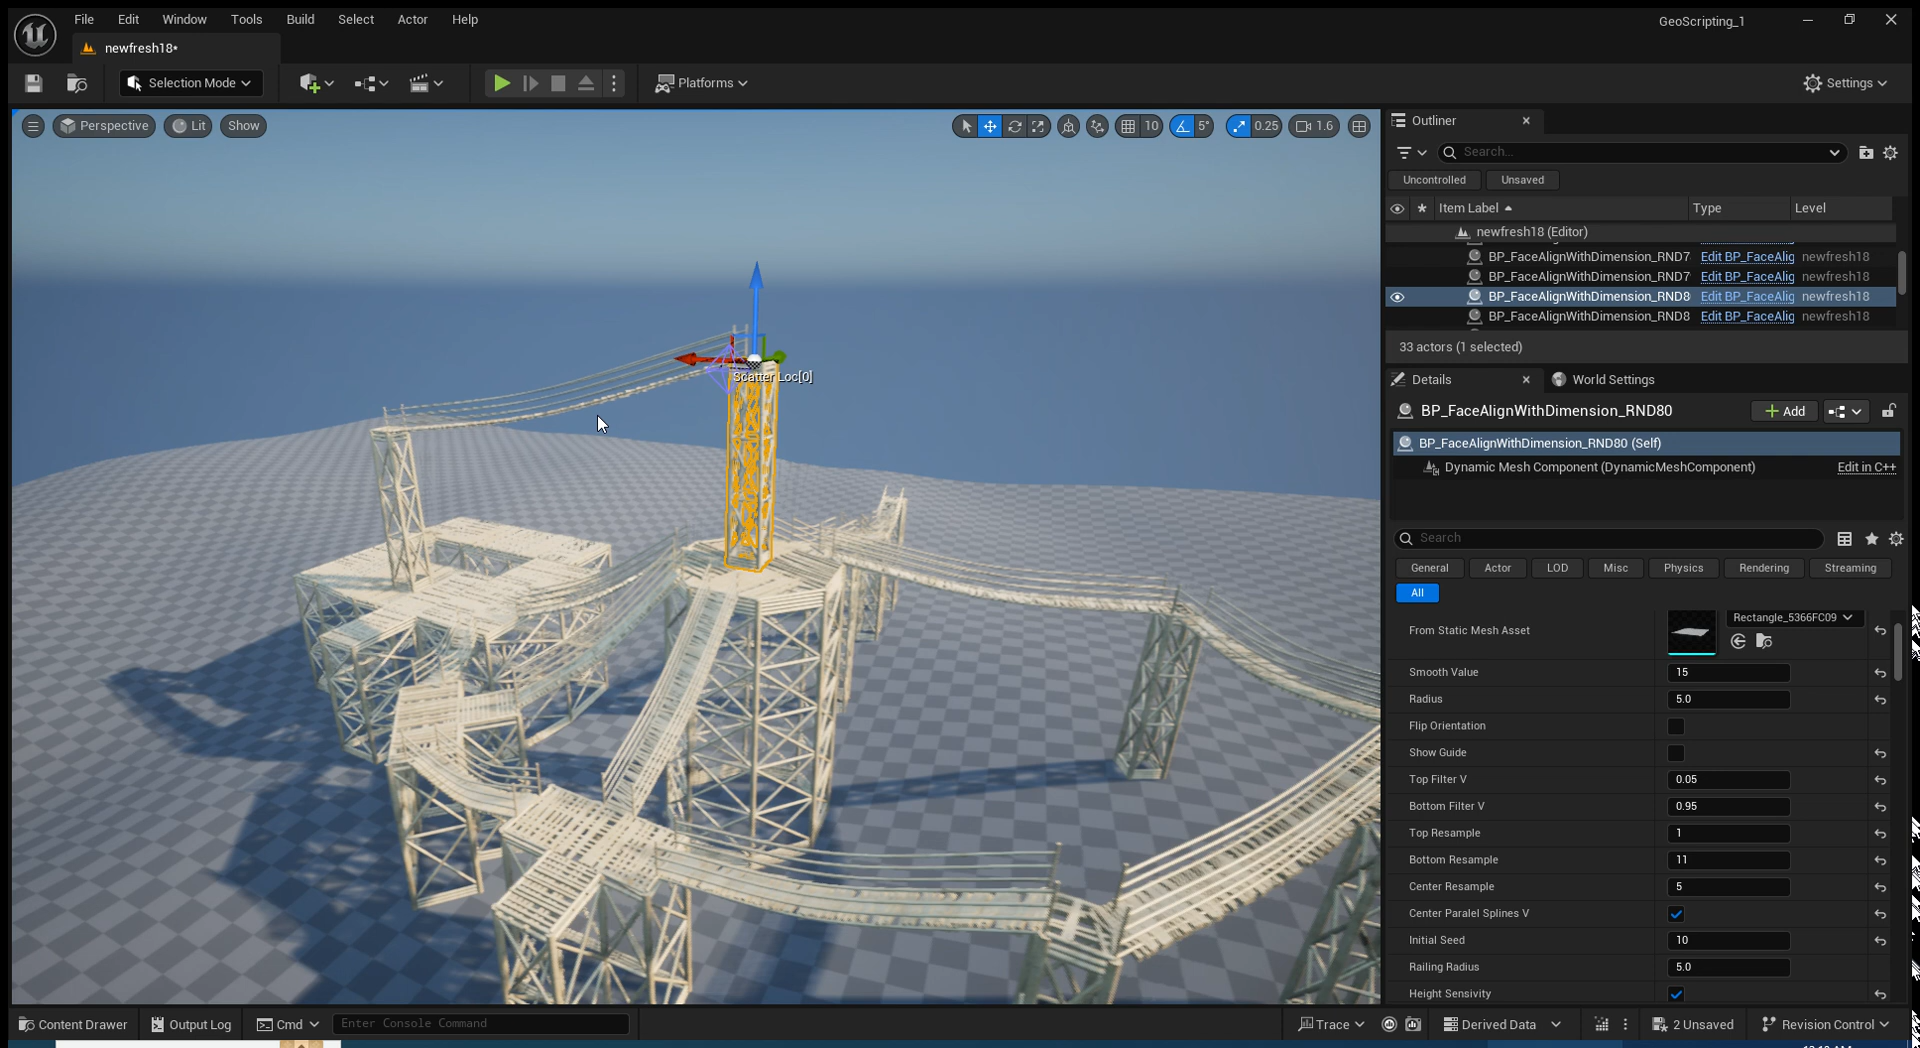 File Edit Window Tools Build Select Actor Help
GeoScripting_1
newfresh18*
Selection Mode
Platforms
Settings
Perspective Lit Show
10 5° 0.25 1.6
Scatter Loc[0]
Outliner
Search...
Uncontrolled Unsaved
Item Label Type Level
newfresh18 (Editor)
BP_FaceAlignWithDimension_RND7 Edit BP_FaceAlig newfresh18
BP_FaceAlignWithDimension_RND7 Edit BP_FaceAlig newfresh18
BP_FaceAlignWithDimension_RND8 Edit BP_FaceAlig newfresh18
BP_FaceAlignWithDimension_RND8 Edit BP_FaceAlig newfresh18
33 actors (1 selected)
Details World Settings
BP_FaceAlignWithDimension_RND80 Add
BP_FaceAlignWithDimension_RND80 (Self)
Dynamic Mesh Component (DynamicMeshComponent) Edit in C++
Search
General Actor LOD Misc Physics Rendering Streaming
All
From Static Mesh Asset Rectangle_5366FC09
Smooth Value 15
Radius 5.0
Flip Orientation
Show Guide
Top Filter V 0.05
Bottom Filter V 0.95
Top Resample 1
Bottom Resample 11
Center Resample 5
Center Paralel Splines V
Initial Seed 10
Railing Radius 5.0
Height Sensitivity
Content Drawer Output Log Cmd Enter Console Command Trace Derived Data 2 Unsaved Revision Control